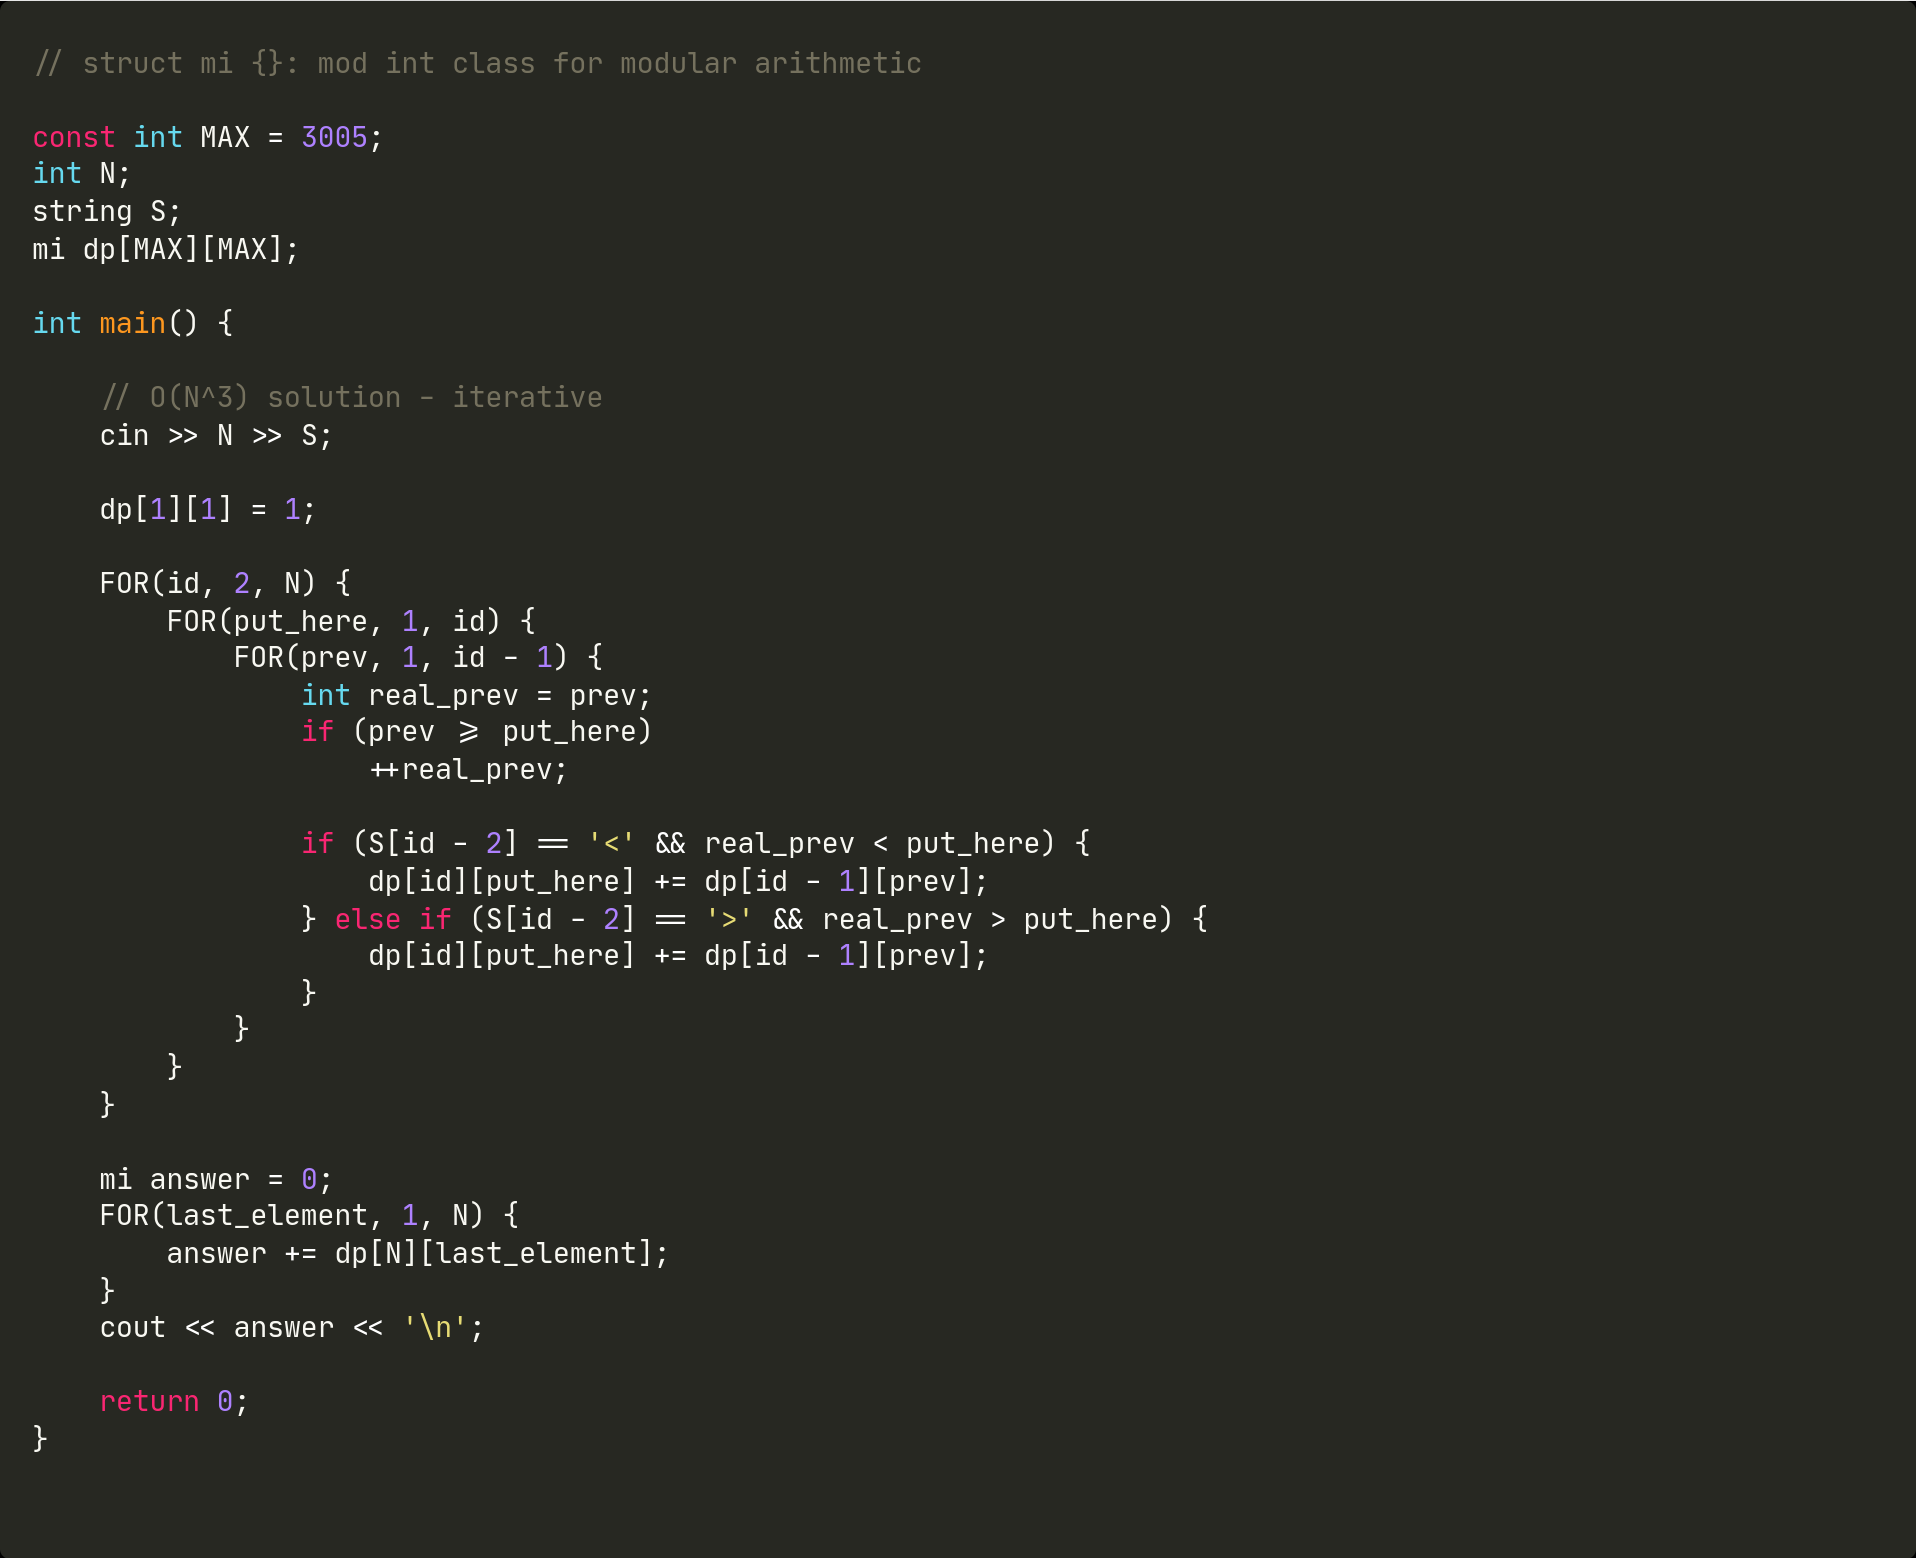 // struct mi {}: mod int class for modular arithmetic
const int MAX = 3005;
int N;
string S;
mi dp[MAX][MAX];
int main() {
// O(N^3) solution - iterative
cin >> N >> S;
dp[1][1] = 1;
FOR(id, 2, N) {
FOR(put_here, 1, id) {
FOR(prev, 1, id - 1) {
int real_prev = prev;
if (prev >= put_here)
++real_prev;
if (S[id - 2] == '<' && real_prev < put_here) {
dp[id][put_here] += dp[id - 1][prev];
} else if (S[id - 2] == '>' && real_prev > put_here) {
dp[id][put_here] += dp[id - 1][prev];
}
}
}
}
mi answer = 0;
FOR(last_element, 1, N) {
answer += dp[N][last_element];
}
cout << answer << '\n';
return 0;
}